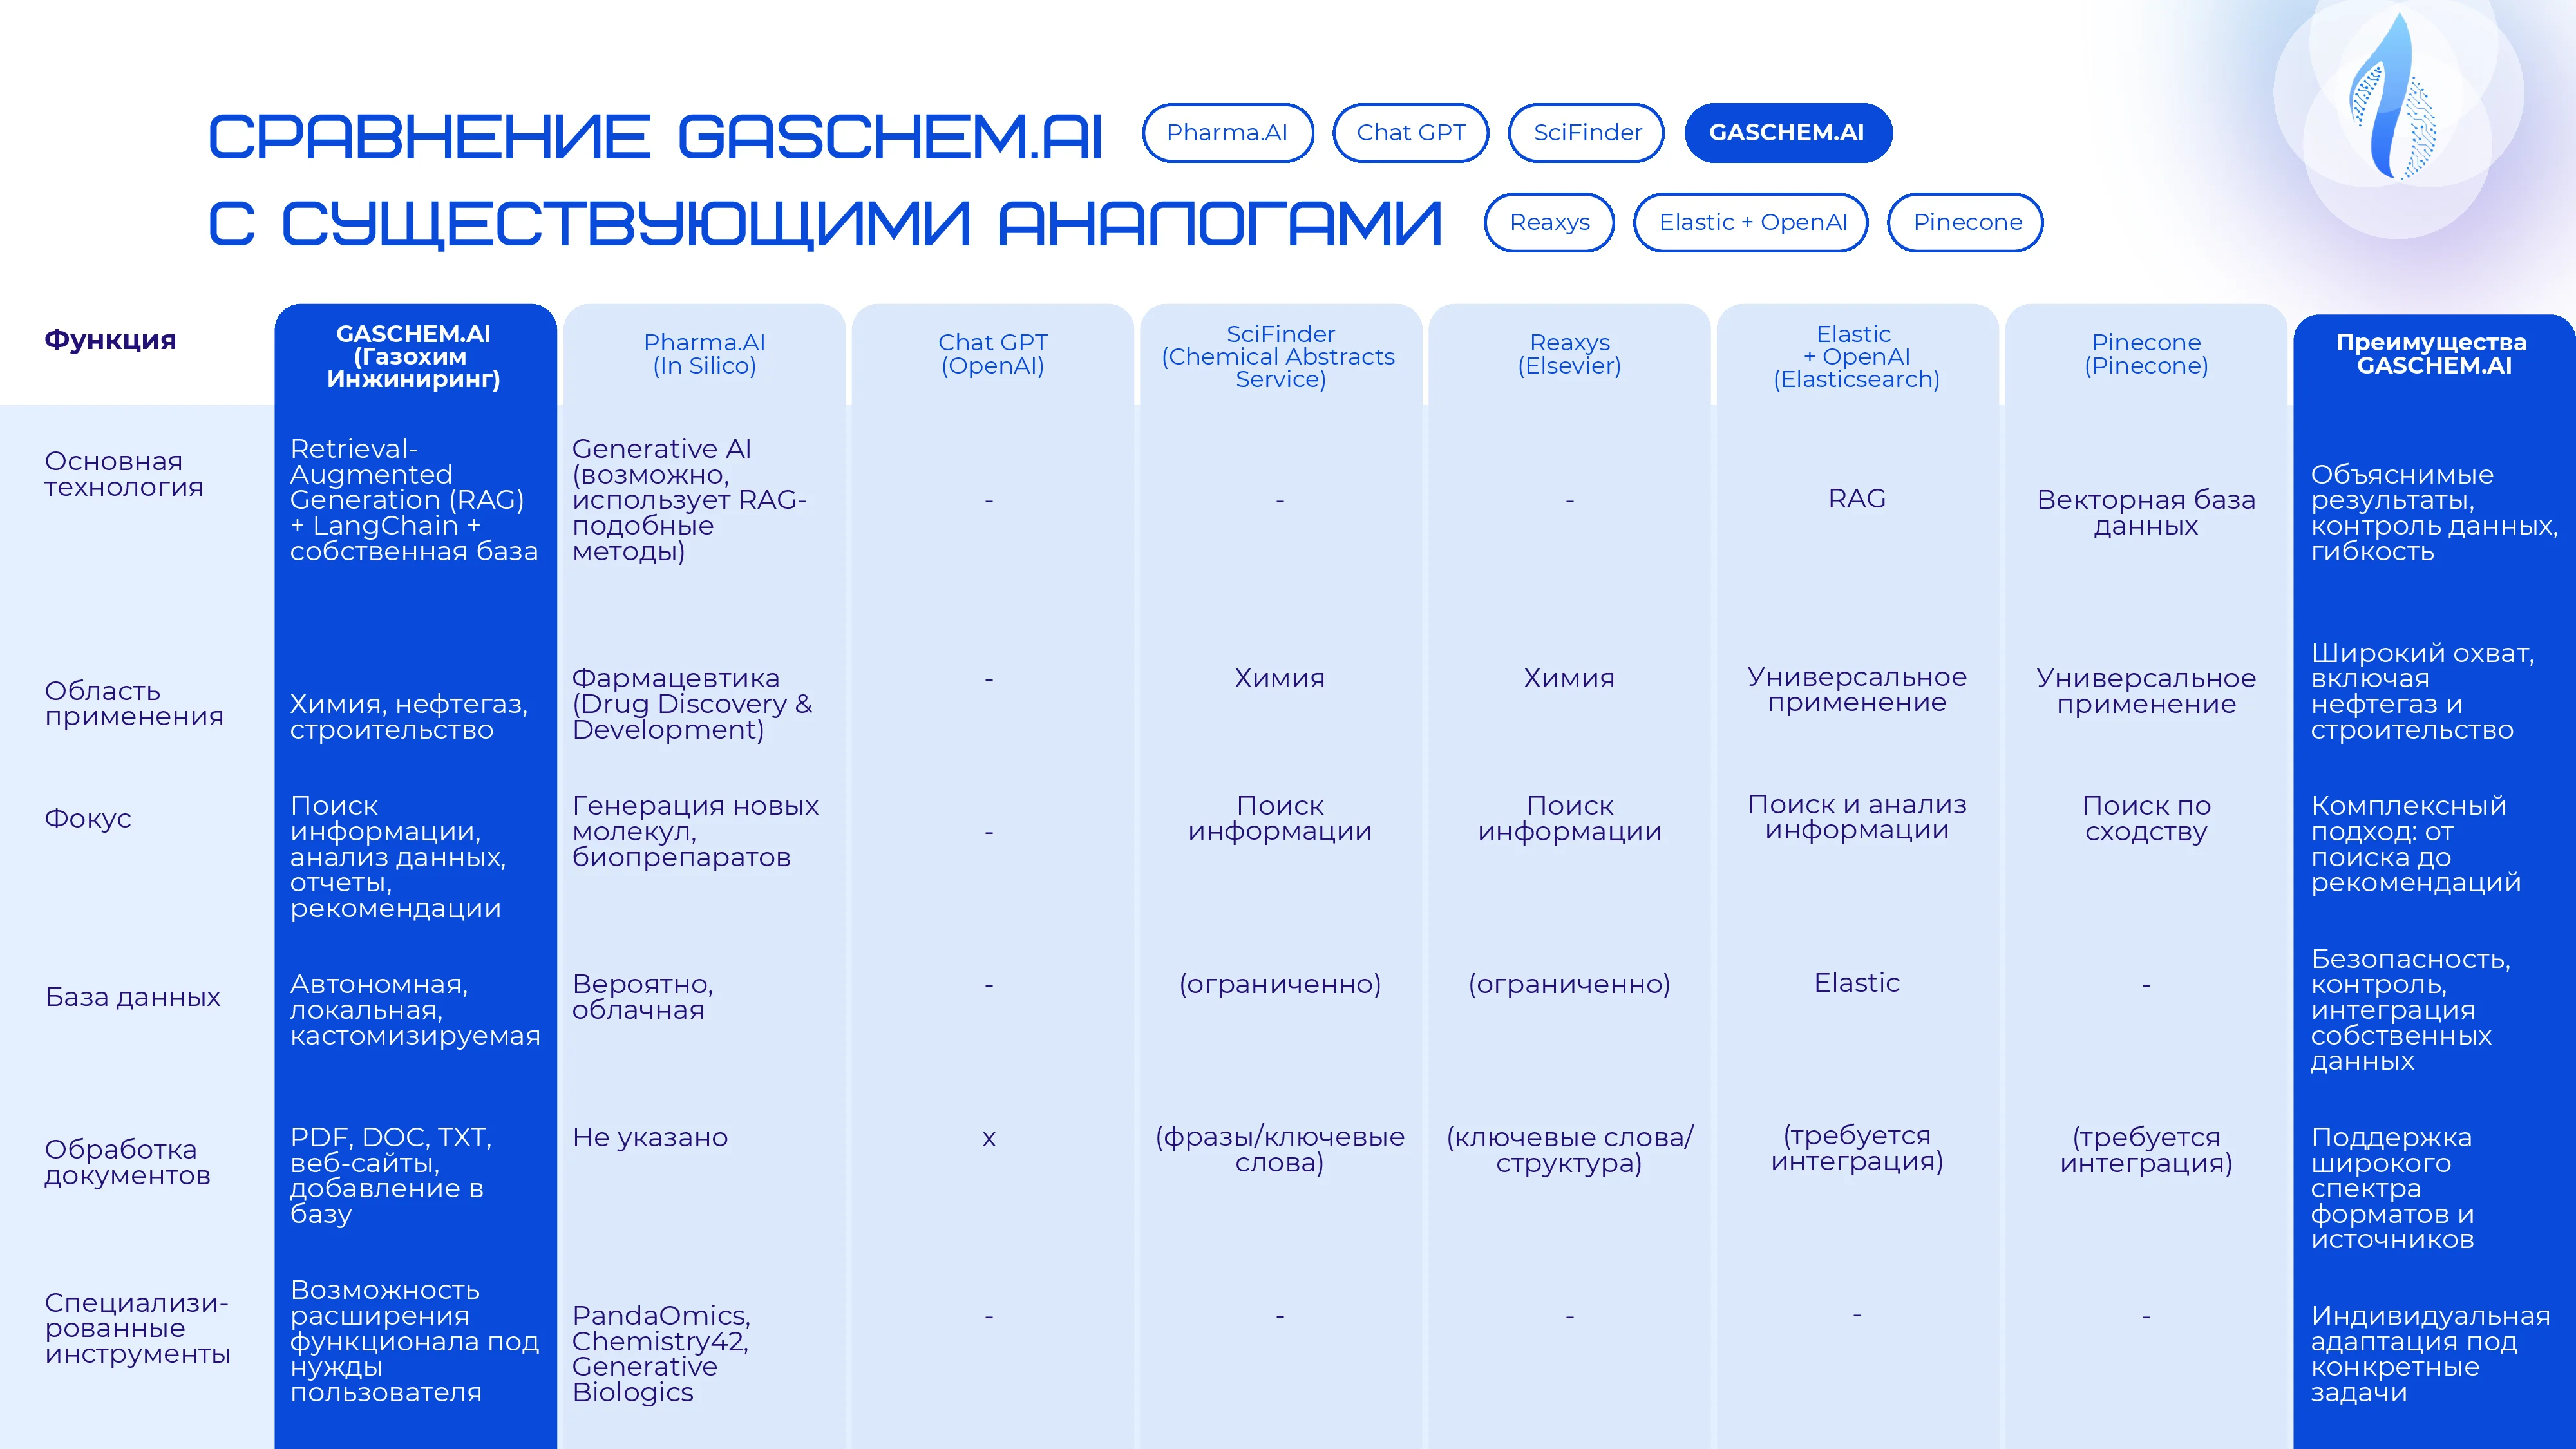 СРАВНЕНИЕ GASCHEM.AI
Pharma.AI
Chat GPT
SciFinder
GASCHEM.AI
С СУЩЕСТВУЮЩИМИ АНАЛОГАМИ
Reaxys
Elastic + OpenAI
Pinecone
Функция
GASCHEM.AI
(Газохим
Инжиниринг)
Pharma.AI
(In Silico)
Chat GPT
(OpenAI)
SciFinder
(Chemical Abstracts
Service)
Reaxys
(Elsevier)
Elastic
+ OpenAI
(Elasticsearch)
Pinecone
(Pinecone)
Преимущества
GASCHEM.AI
Основная
технология
Retrieval-
Augmented
Generation (RAG)
+ LangChain +
собственная база
Generative AI
(возможно,
использует RAG-
подобные
методы)
-
-
-
RAG
Векторная база
данных
Объяснимые
результаты,
контроль данных,
гибкость
Область
применения
Химия, нефтегаз,
строительство
Фармацевтика
(Drug Discovery &
Development)
-
Химия
Химия
Универсальное
применение
Универсальное
применение
Широкий охват,
включая
нефтегаз и
строительство
Фокус
Поиск
информации,
анализ данных,
отчеты,
рекомендации
Генерация новых
молекул,
биопрепаратов
-
Поиск
информации
Поиск
информации
Поиск и анализ
информации
Поиск по
сходству
Комплексный
подход: от
поиска до
рекомендаций
База данных
Автономная,
локальная,
кастомизируемая
Вероятно,
облачная
-
(ограниченно)
(ограниченно)
Elastic
-
Безопасность,
контроль,
интеграция
собственных
данных
Обработка
документов
PDF, DOC, TXT,
веб-сайты,
добавление в
базу
Не указано
x
(фразы/ключевые
слова)
(ключевые слова/
структура)
(требуется
интеграция)
(требуется
интеграция)
Поддержка
широкого
спектра
форматов и
источников
Специализи-
рованные
инструменты
Возможность
расширения
функционала под
нужды
пользователя
PandaOmics,
Chemistry42,
Generative
Biologics
-
-
-
-
-
Индивидуальная
адаптация под
конкретные
задачи